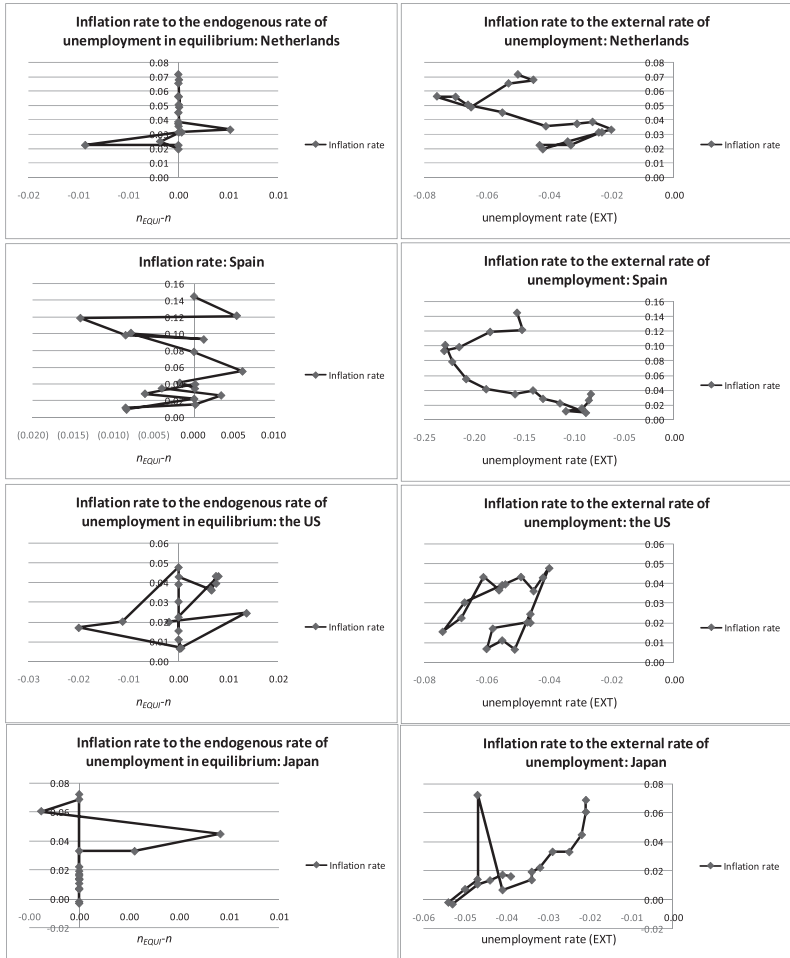 Inflation rate to the endogenous rate of
unemployment in equilibrium: Netherlands
0.08
0.07
0.06
0.05
0.04
0.03
0.02
0.01
0.00
-0.02 -0.01 -0.01 0.00 0.01 0.01
Inflation rate
nEQUI-n
Inflation rate to the external rate of
unemployment: Netherlands
0.08
0.07
0.06
0.05
0.04
0.03
0.02
0.01
0.00
-0.08 -0.06 -0.04 -0.02 0.00
Inflation rate
unemployment rate (EXT)
Inflation rate: Spain
0.16
0.14
0.12
0.10
0.08
0.06
0.04
0.02
0.00
(0.020) (0.015) (0.010) (0.005) 0.000 0.005 0.010
Inflation rate
nEQUI-n
Inflation rate to the external rate of
unemployment: Spain
0.16
0.14
0.12
0.10
0.08
0.06
0.04
0.02
0.00
-0.25 -0.20 -0.15 -0.10 -0.05 0.00
Inflation rate
unemployment rate (EXT)
Inflation rate to the endogenous rate of
unemployment in equilibrium: the US
0.06
0.05
0.04
0.03
0.02
0.01
0.00
-0.03 -0.02 -0.01 0.00 0.01 0.02
Inflation rate
nEQUI-n
Inflation rate to the external rate of
unemployment: the US
0.06
0.05
0.04
0.03
0.02
0.01
0.00
-0.08 -0.06 -0.04 -0.02 0.00
Inflation rate
unemployemnt rate (EXT)
Inflation rate to the endogenous rate of
unemployment in equilibrium: Japan
0.08
0.06
0.04
0.02
0.00
-0.02
-0.00 0.00 0.00 0.00 0.01 0.01
Inflation rate
nEQUI-n
Inflation rate to the external rate of
unemployment: Japan
0.08
0.06
0.04
0.02
0.00
-0.02
-0.06 -0.05 -0.04 -0.03 -0.02 -0.01 0.00
Inflation rate
unemployment rate (EXT)